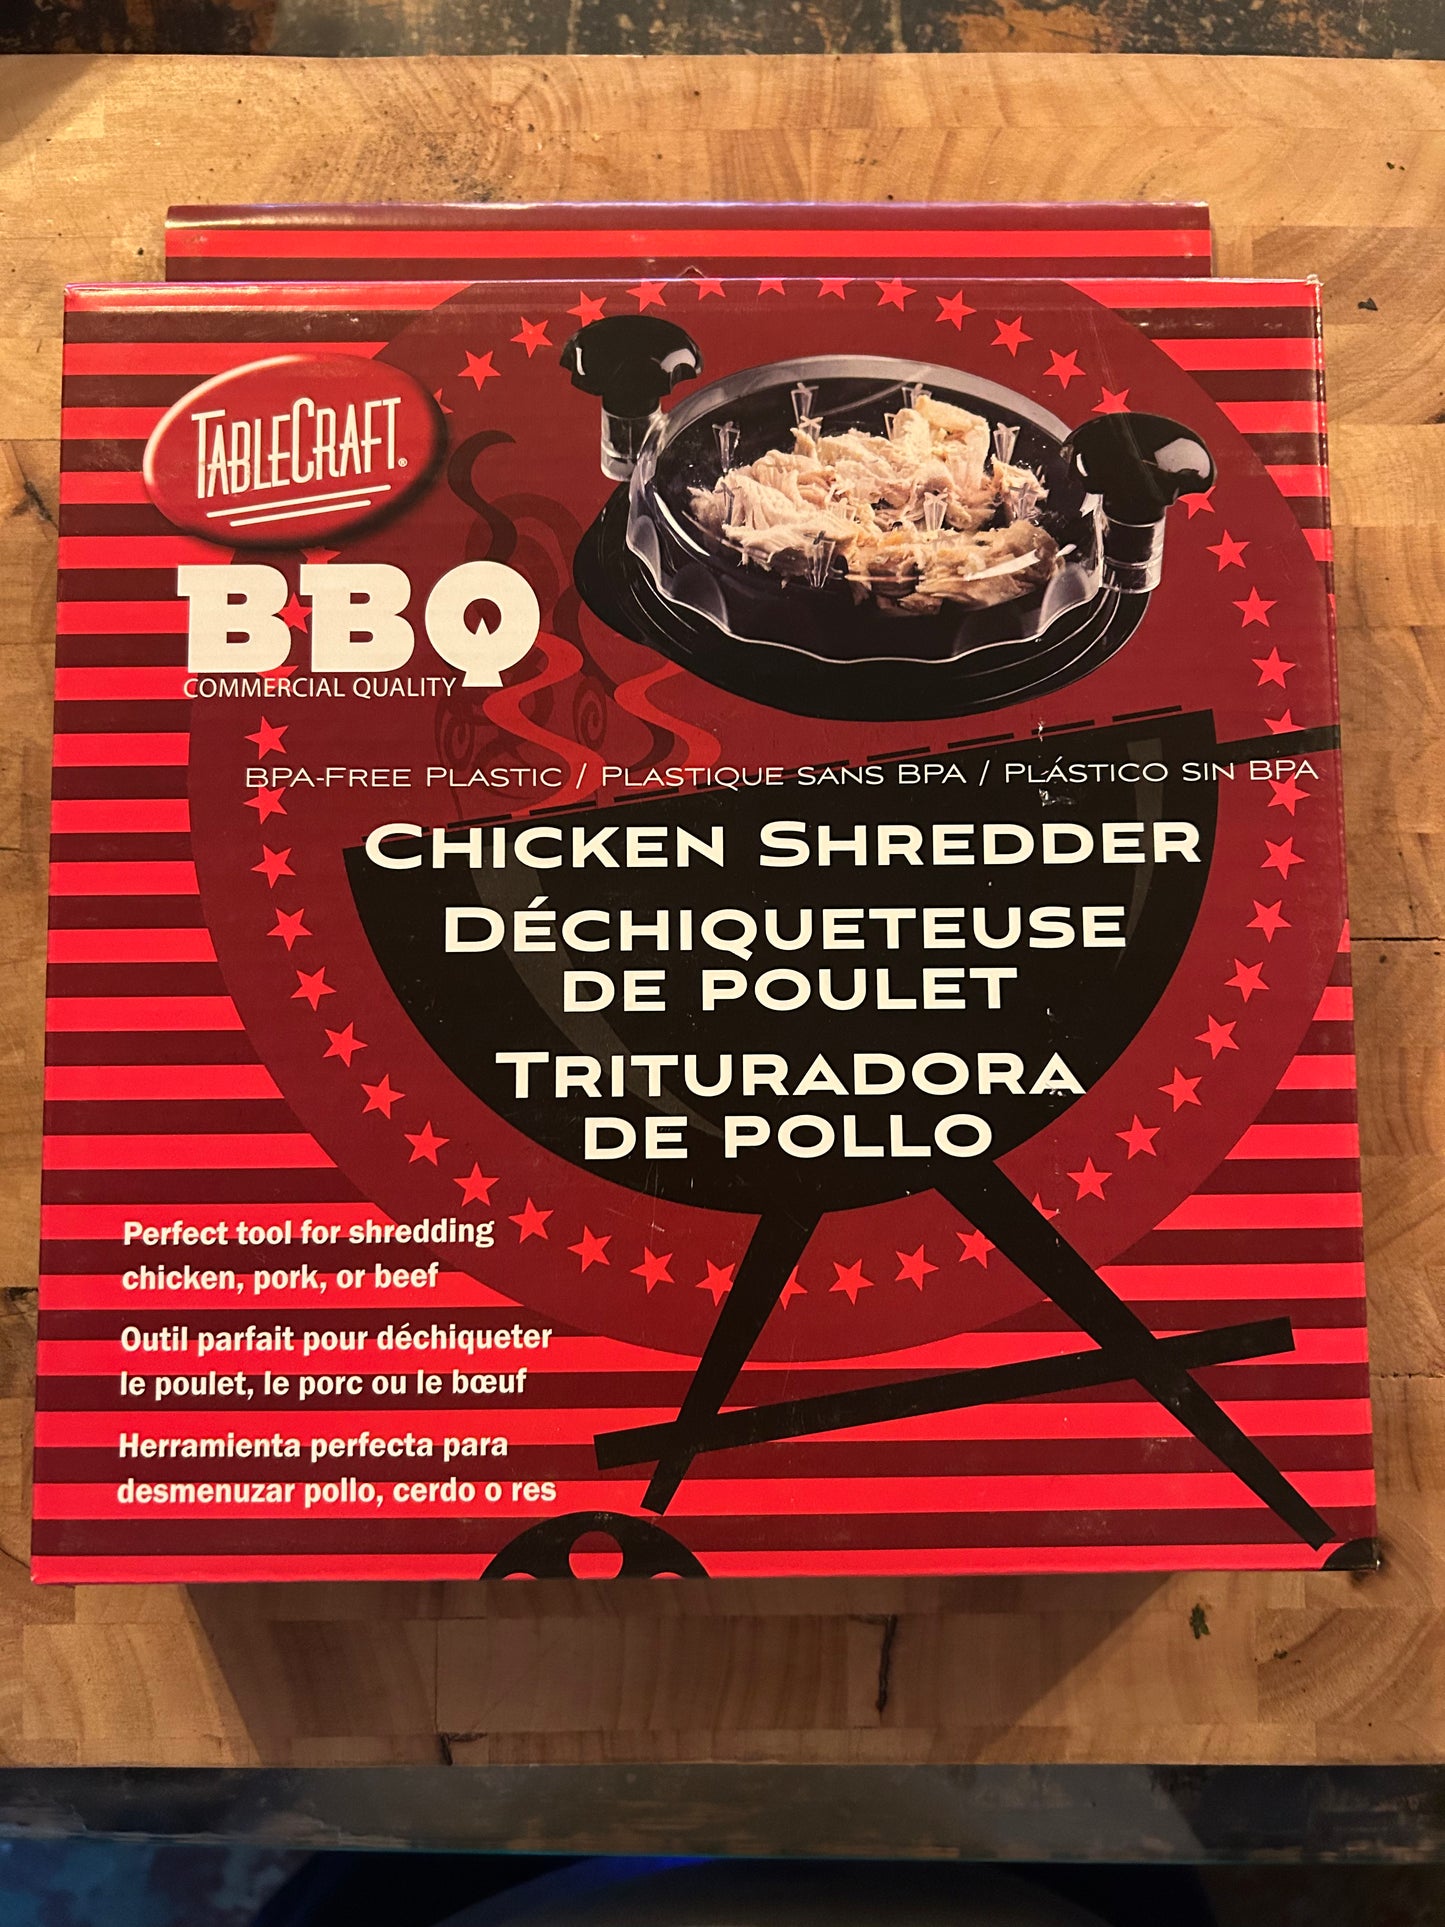 TABLECRAFT®
BBQ
COMMERCIAL QUALITY
BPA-FREE PLASTIC / PLASTIQUE SANS BPA / PLÁSTICO SIN BPA
CHICKEN SHREDDER
DÉCHIQUETEUSE
DE POULET
TRITURADORA
DE POLLO
Perfect tool for shredding
chicken, pork, or beef
Outil parfait pour déchiqueter
le poulet, le porc ou le bœuf
Herramienta perfecta para
desmenuzar pollo, cerdo o res